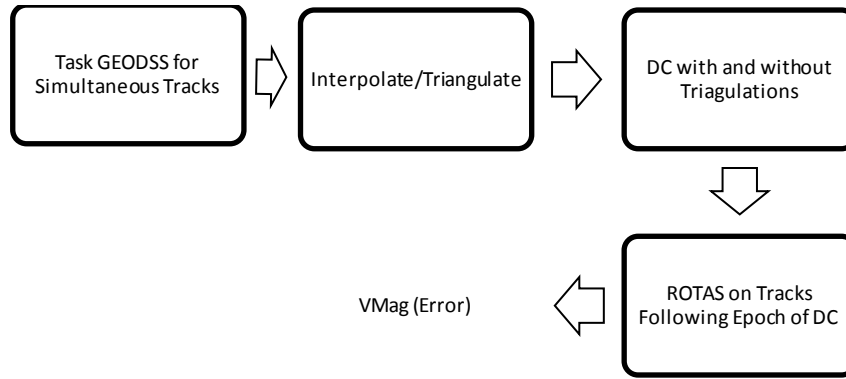 Task GEODSS for
Simultaneous Tracks
Interpolate/Triangulate
DC with and without
Triagulations
ROTAS on Tracks
Following Epoch of DC
VMag (Error)